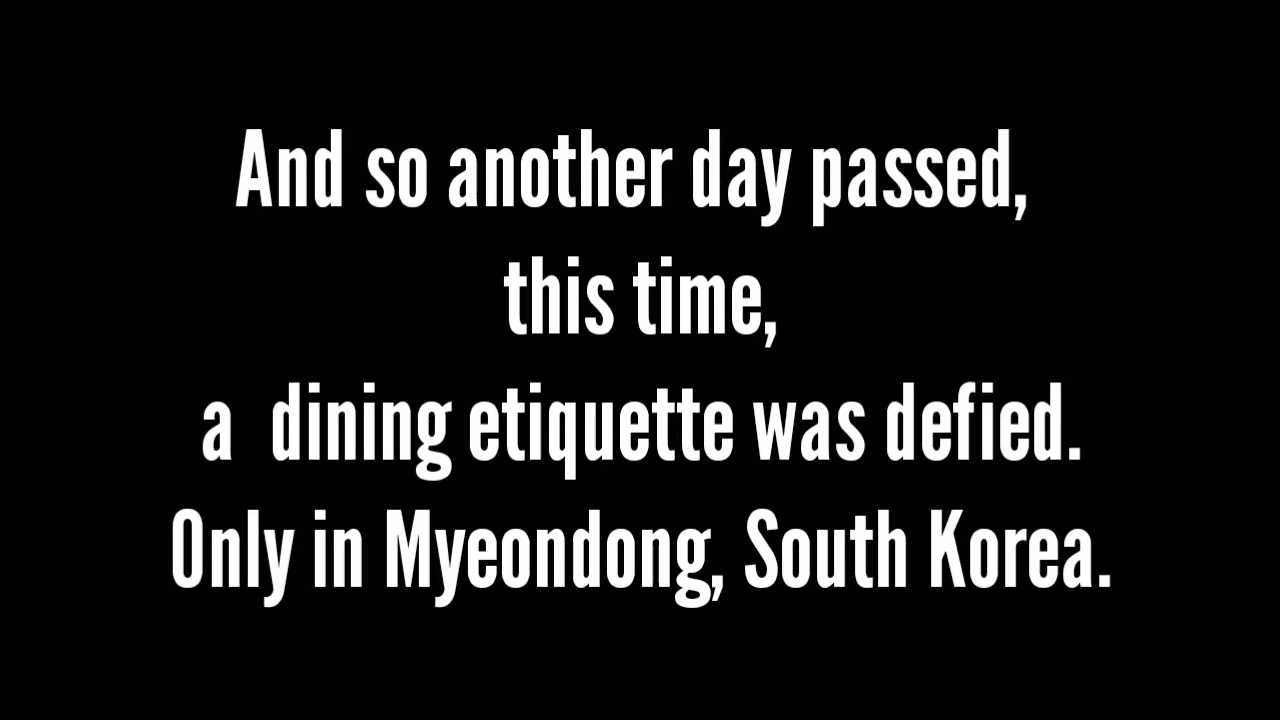 And so another day passed,
this time,
a  dining etiquette was defied.
Only in Myeondong, South Korea.